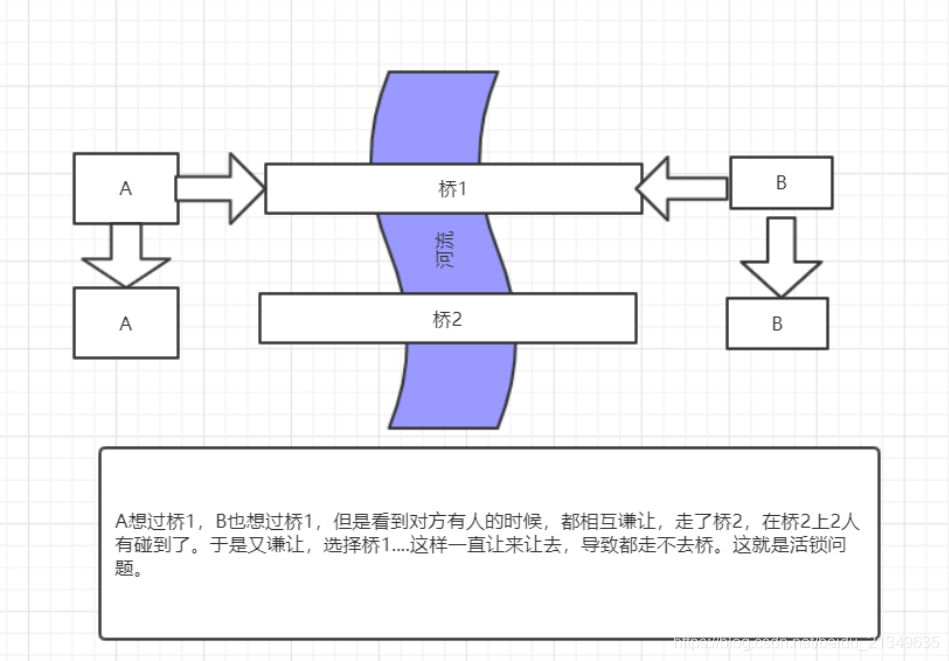 A
桥1
B
河流
A
桥2
B
A想过桥1，B也想过桥1，但是看到对方有人的时候，都相互谦让，走了桥2，在桥2上2人
有碰到了。于是又谦让，选择桥1....这样一直让来让去，导致都走不去桥。这就是活锁问
题。
https://blog.csdn.net/baidu_21349635